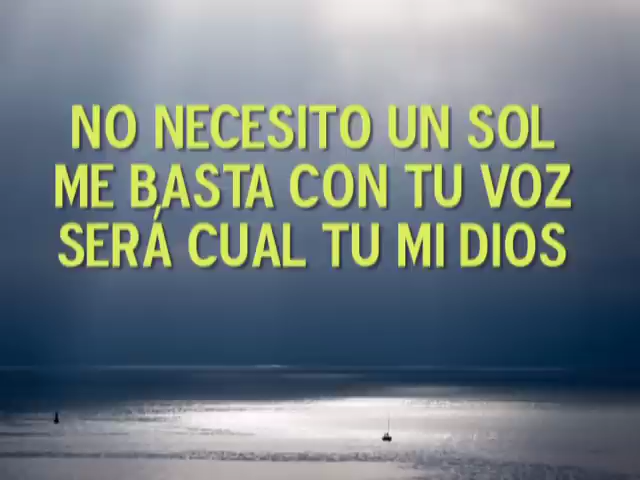 NO NECESITO UN SOL
ME BASTA CON TU VOZ
SERÁ CUAL TU MI DIOS